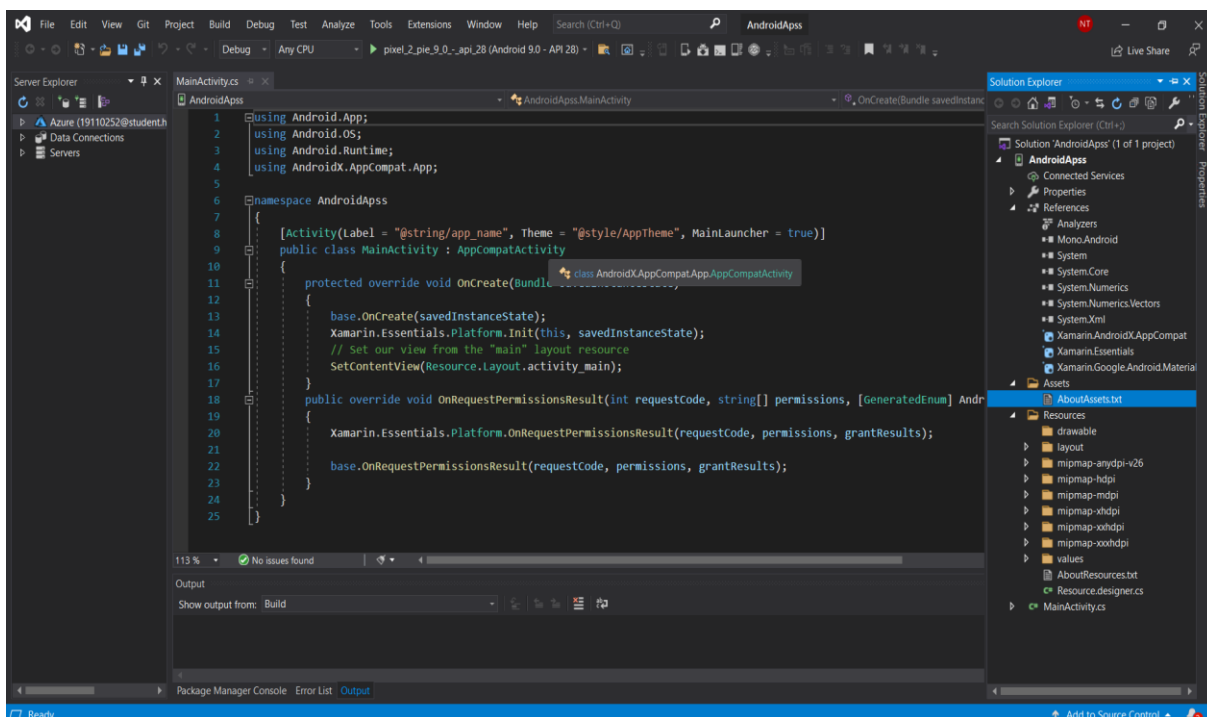 File Edit View Git Project Build Debug Test Analyze Tools Extensions Window Help Search (Ctrl+Q) AndroidApss NT
Debug Any CPU pixel_2_pie_9_0_-_api_28 (Android 9.0 - API 28) Live Share
Server Explorer
Azure (19110252@student.h
Data Connections
Servers
MainActivity.cs
AndroidApss AndroidApss.MainActivity OnCreate(Bundle savedInstanc
1 using Android.App;
2 using Android.OS;
3 using Android.Runtime;
4 using AndroidX.AppCompat.App;
5
6 namespace AndroidApss
7 {
8 [Activity(Label = "@string/app_name", Theme = "@style/AppTheme", MainLauncher = true)]
9 public class MainActivity : AppCompatActivity
10 {
class AndroidX.AppCompat.App.AppCompatActivity
11 protected override void OnCreate(Bundle
12 {
13 base.OnCreate(savedInstanceState);
14 Xamarin.Essentials.Platform.Init(this, savedInstanceState);
15 // Set our view from the "main" layout resource
16 SetContentView(Resource.Layout.activity_main);
17 }
18 public override void OnRequestPermissionsResult(int requestCode, string[] permissions, [GeneratedEnum] Andr
19 {
20 Xamarin.Essentials.Platform.OnRequestPermissionsResult(requestCode, permissions, grantResults);
21
22 base.OnRequestPermissionsResult(requestCode, permissions, grantResults);
23 }
24 }
25 }
113 % No issues found
Output
Show output from: Build
Package Manager Console Error List Output
Solution Explorer
Search Solution Explorer (Ctrl+;)
Solution 'AndroidApss' (1 of 1 project)
AndroidApss
Connected Services
Properties
References
Analyzers
Mono.Android
System
System.Core
System.Numerics
System.Numerics.Vectors
System.Xml
Xamarin.AndroidX.AppCompat
Xamarin.Essentials
Xamarin.Google.Android.Material
Assets
AboutAssets.txt
Resources
drawable
layout
mipmap-anydpi-v26
mipmap-hdpi
mipmap-mdpi
mipmap-xhdpi
mipmap-xxhdpi
mipmap-xxxhdpi
values
AboutResources.txt
Resource.designer.cs
MainActivity.cs
Solution Explorer
Properties
Ready Add to Source Control